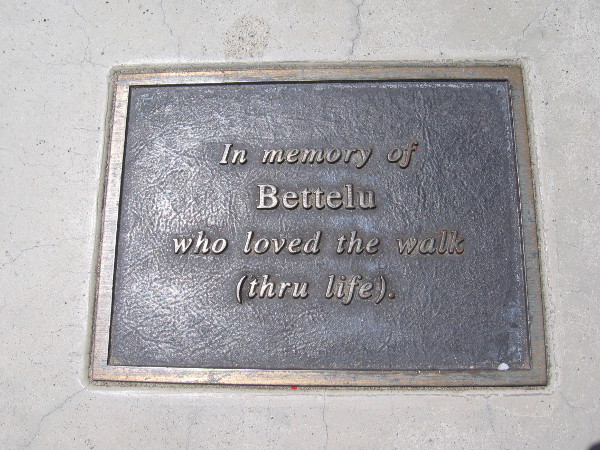 In memory of
Bettelu
who loved the walk
(thru life).